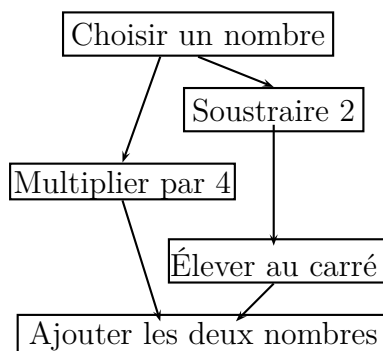 Choisir un nombre
Soustraire 2
Multiplier par 4
Élever au carré
Ajouter les deux nombres